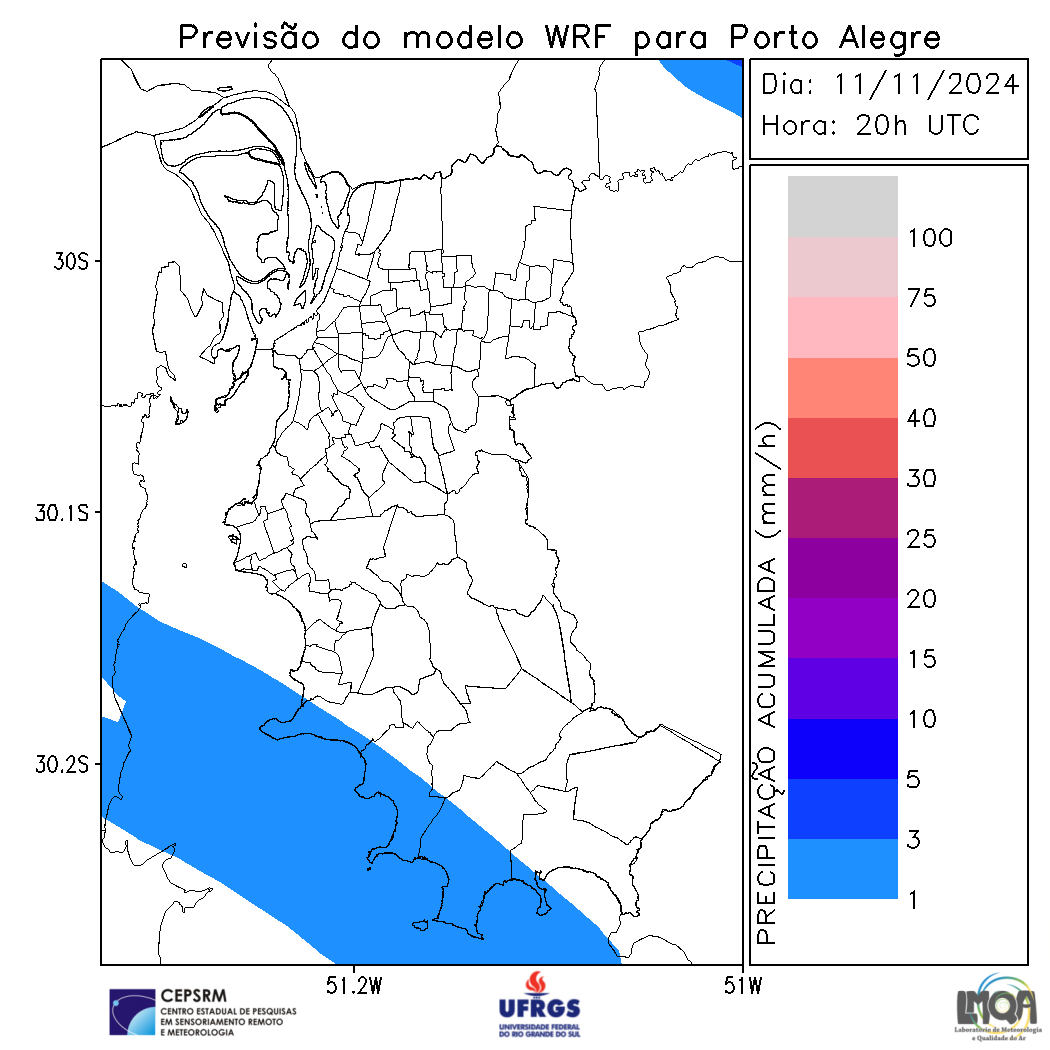 Previsão do modelo WRF para Porto Alegre
Dia: 11/11/2024
Hora: 20h UTC
30S
30.1S
30.2S
51.2W
51W
PRECIPITAÇÃO ACUMULADA (mm/h)
100
75
50
40
30
25
20
15
10
5
3
1
CEPSRM
CENTRO ESTADUAL DE PESQUISAS
EM SENSORIAMENTO REMOTO
E METEOROLOGIA
UFRGS
UNIVERSIDADE FEDERAL
DO RIO GRANDE DO SUL
LMQA
Laboratório de Meteorologia
e Qualidade do Ar